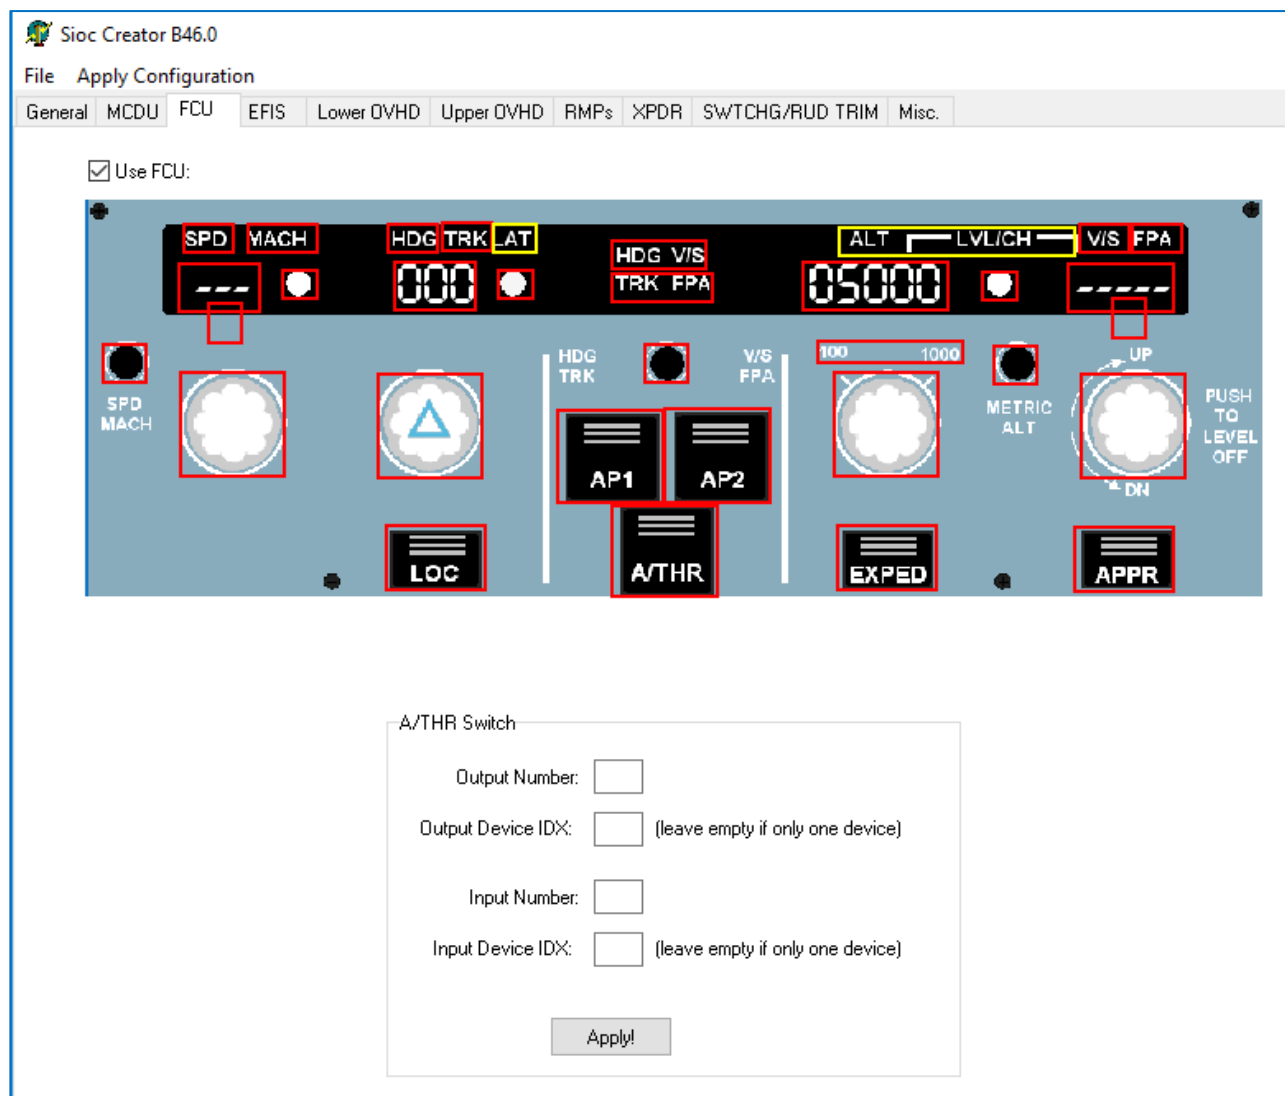 Sioc Creator B46.0
File Apply Configuration
General MCDU FCU EFIS Lower OVHD Upper OVHD RMPs XPDR SWTCHG/RUD TRIM Misc.
Use FCU:
SPD MACH HDG TRK LAT ALT LVL/CH V/S FPA
HDG V/S
--- 000 TRK FPA 05000 -----
HDG V/S 100 1000 UP
TRK FPA
SPD METRIC PUSH
MACH ALT TO
LEVEL
OFF
AP1 AP2
DN
LOC A/THR EXPED APPR
A/THR Switch
Output Number:
Output Device IDX: (leave empty if only one device)
Input Number:
Input Device IDX: (leave empty if only one device)
Apply!